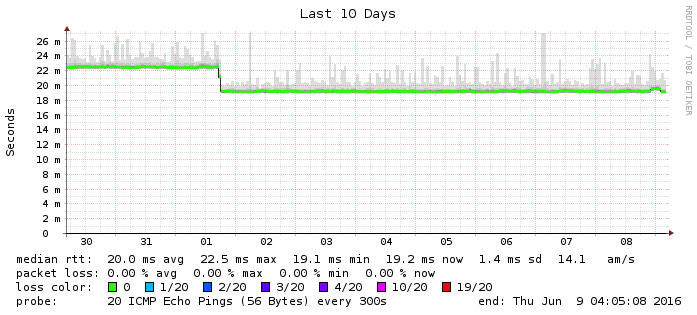 Last 10 Days
RRDTOOL / TOBI OETIKER
Seconds
26 m
24 m
22 m
20 m
18 m
16 m
14 m
12 m
10 m
8 m
6 m
4 m
2 m
0
30 31 01 02 03 04 05 06 07 08
median rtt: 20.0 ms avg 22.5 ms max 19.1 ms min 19.2 ms now 1.4 ms sd 14.1 am/s
packet loss: 0.00 % avg 0.00 % max 0.00 % min 0.00 % now
loss color: 0 1/20 2/20 3/20 4/20 10/20 19/20
probe: 20 ICMP Echo Pings (56 Bytes) every 300s end: Thu Jun 9 04:05:08 2016